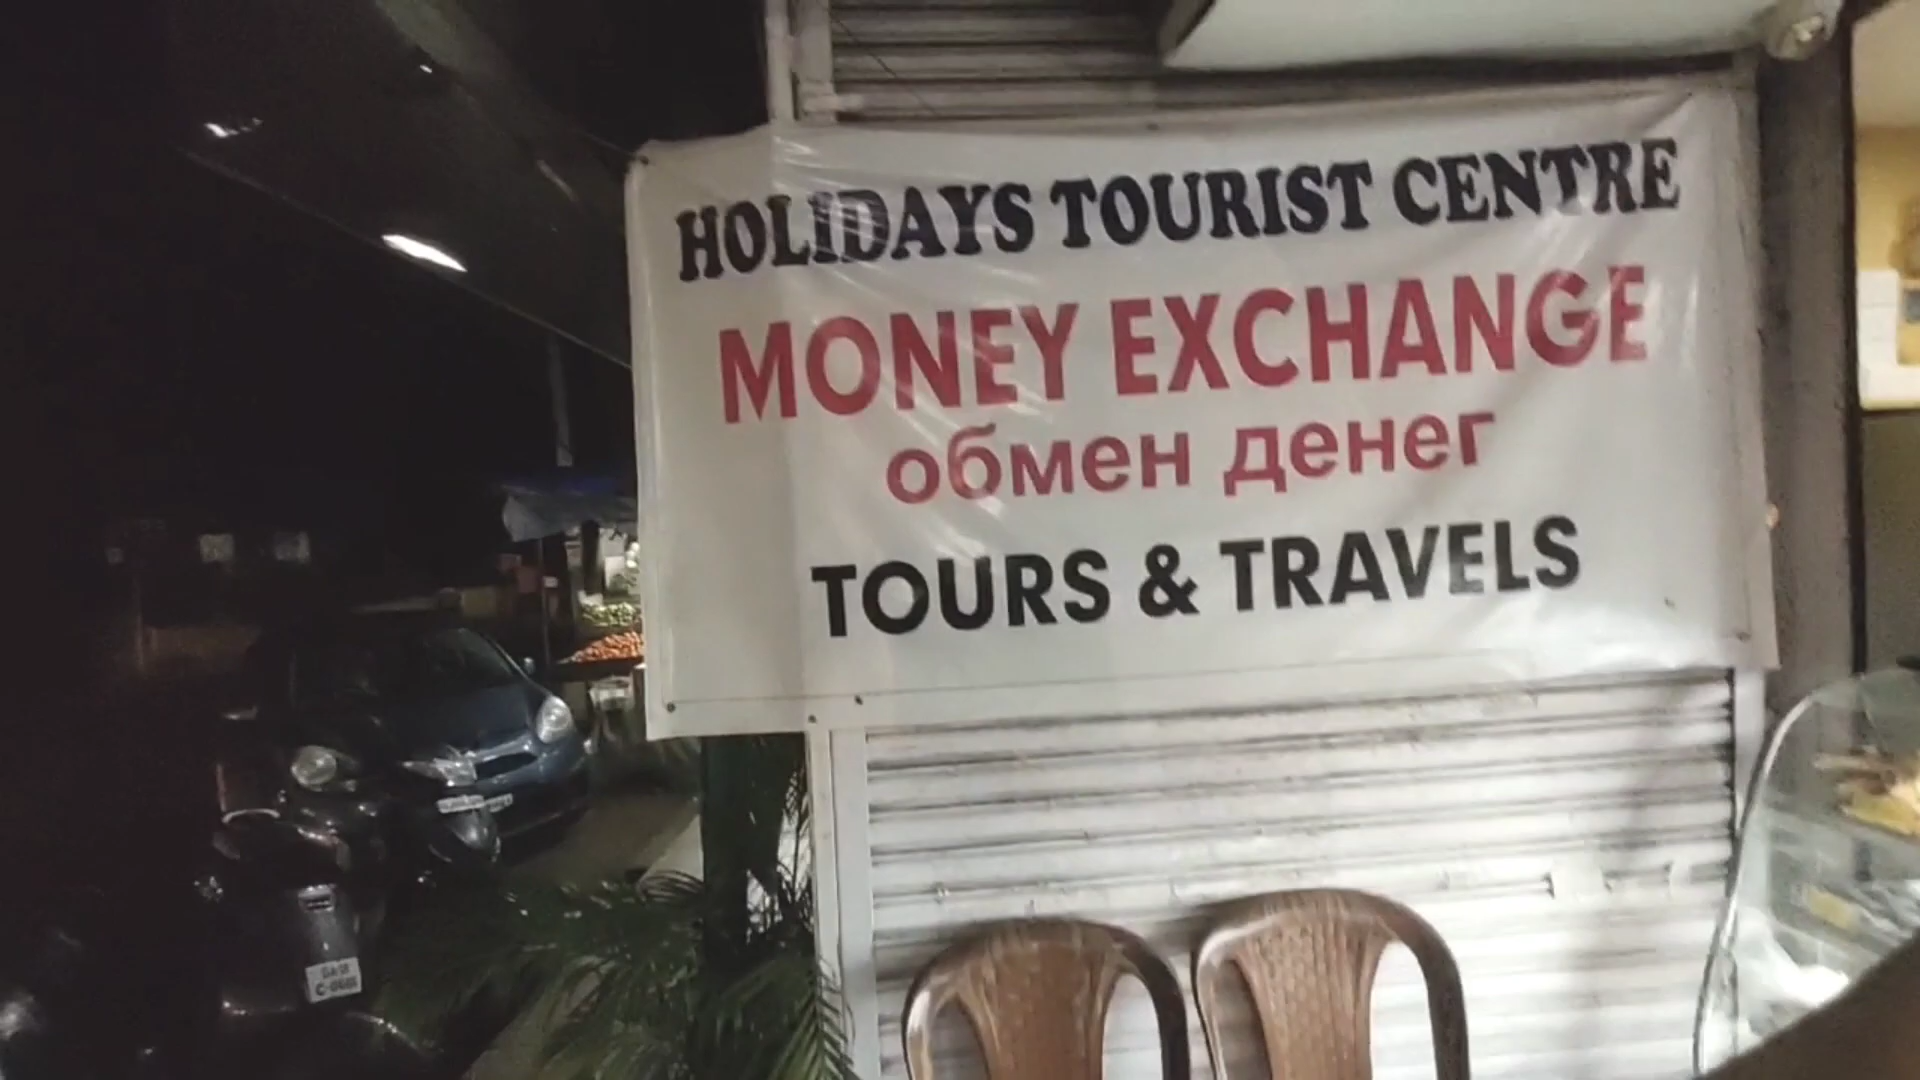 HOLIDAYS TOURIST CENTRE
MONEY EXCHANGE
обмен денег
TOURS & TRAVELS